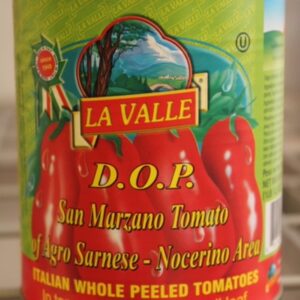 LA VALLE
D.O.P.
San Marzano Tomato
of Agro Sarnese - Nocerino Area
ITALIAN WHOLE PEELED TOMATOES